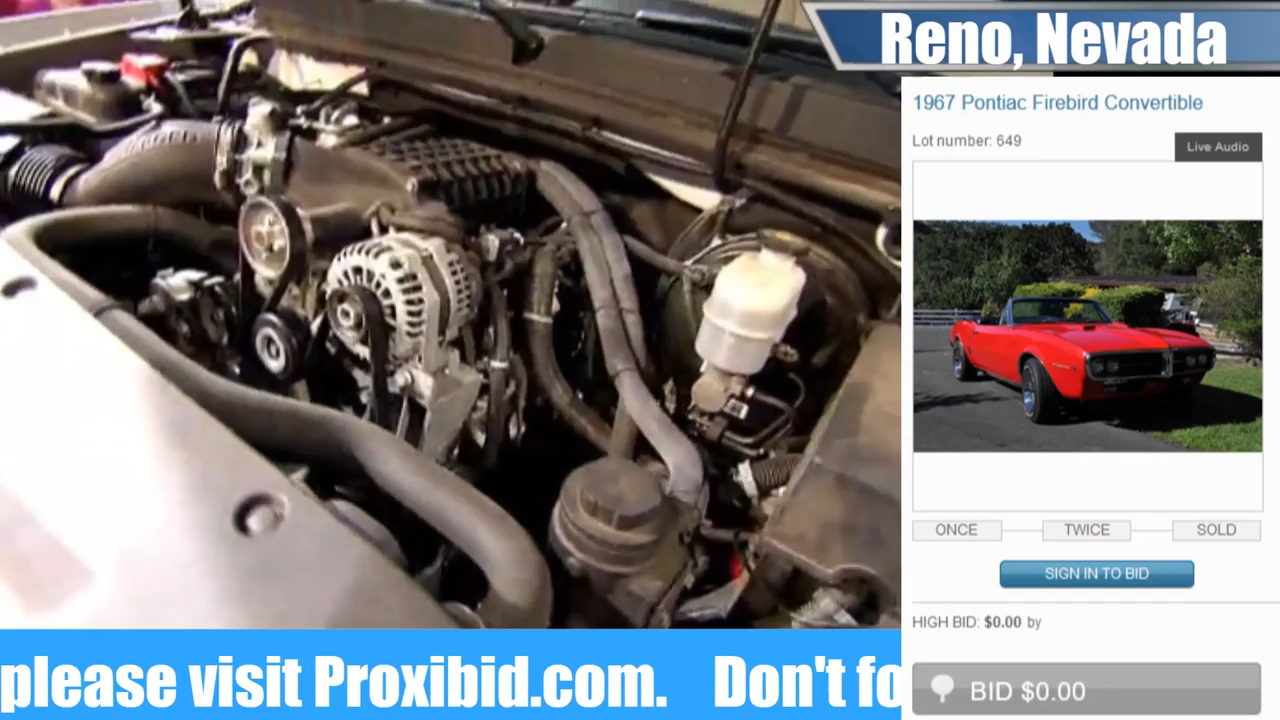 Reno, Nevada
1967 Pontiac Firebird Convertible
Lot number: 649
Live Audio
ONCE
TWICE
SOLD
SIGN IN TO BID
HIGH BID: $0.00 by
BID $0.00
please visit Proxibid.com. Don't fo